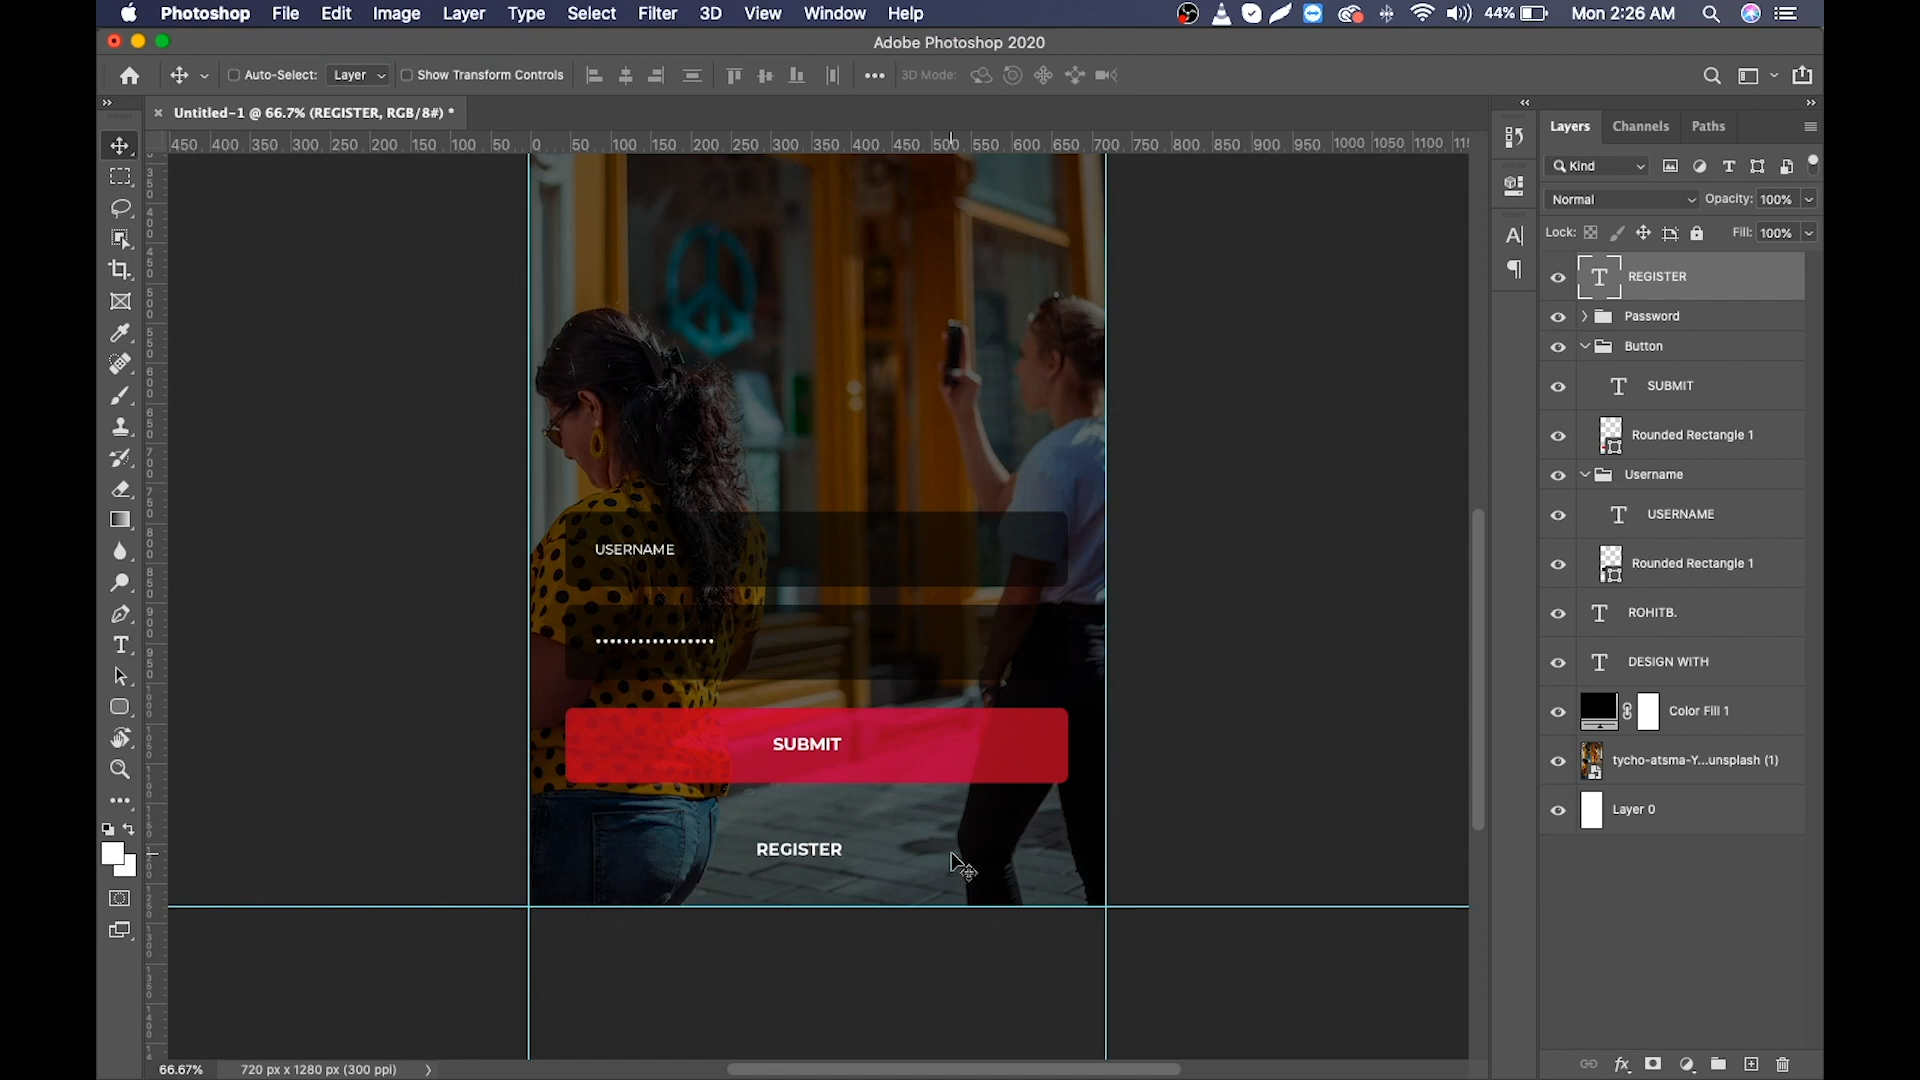 Photoshop File Edit Image Layer Type Select Filter 3D View Window Help 44% Mon 2:26 AM
Adobe Photoshop 2020
Auto-Select: Layer Show Transform Controls 3D Mode:
Untitled-1 @ 66.7% (REGISTER, RGB/8#) *
450 400 350 300 250 200 150 100 50 0 50 100 150 200 250 300 350 400 450 500 550 600 650 700 750 800 850 900 950 1000 1050 1100
Layers Channels Paths
Kind
Normal Opacity: 100%
Lock: Fill: 100%
REGISTER
Password
Button
SUBMIT
Rounded Rectangle 1
Username
USERNAME
Rounded Rectangle 1
ROHITB.
DESIGN WITH
Color Fill 1
tycho-atsma-Y...unsplash (1)
Layer 0
USERNAME
SUBMIT
REGISTER
66.67% 720 px x 1280 px (300 ppi)